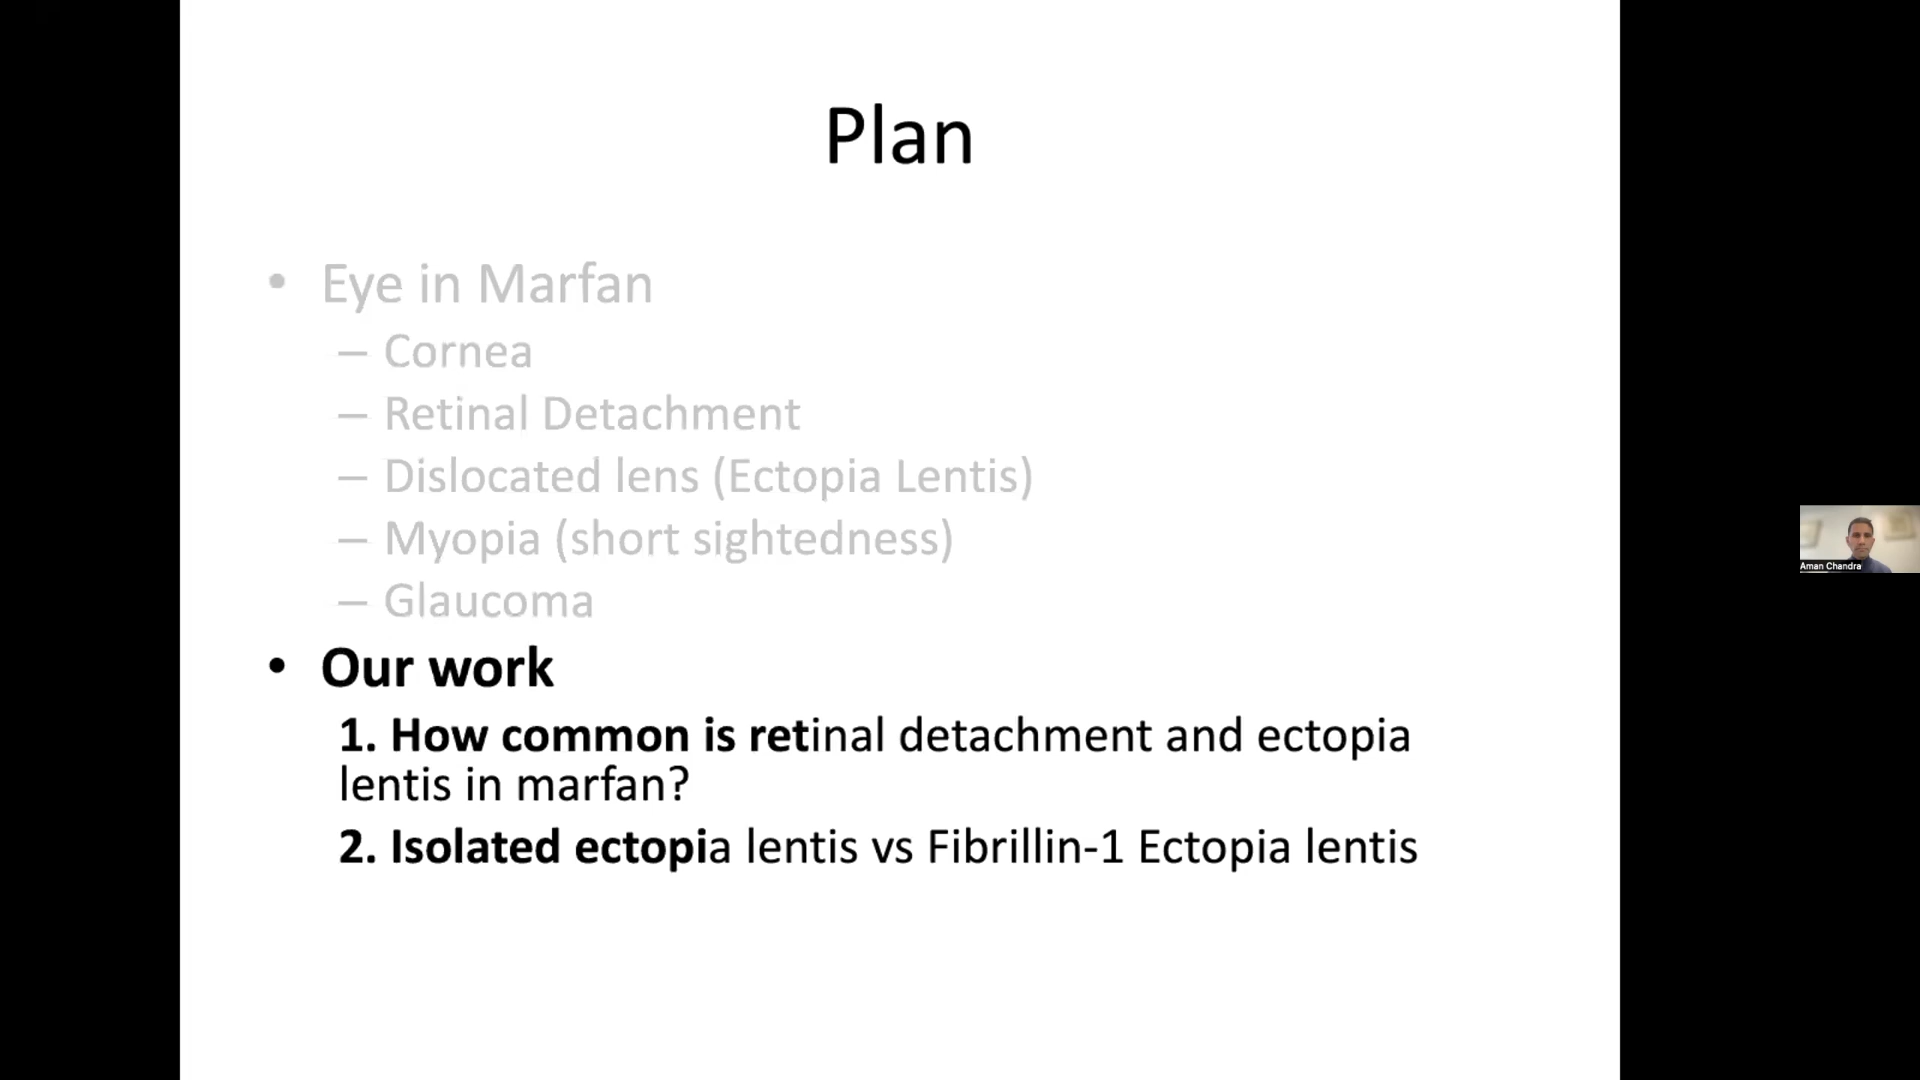 Plan
• Eye in Marfan
– Cornea
– Retinal Detachment
– Dislocated lens (Ectopia Lentis)
– Myopia (short sightedness)
– Glaucoma
• Our work
1. How common is retinal detachment and ectopia
lentis in marfan?
2. Isolated ectopia lentis vs Fibrillin-1 Ectopia lentis
Aman Chandra